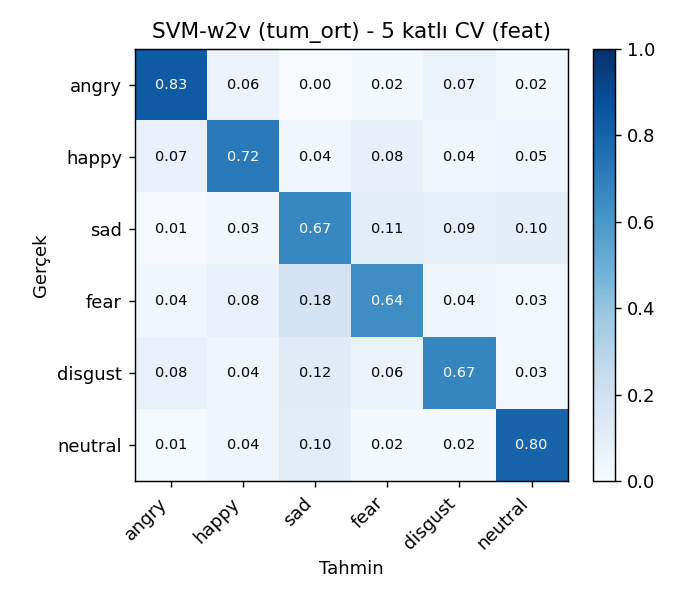 SVM-w2v (tum_ort) - 5 katlı CV (feat)
angry 0.83 0.06 0.00 0.02 0.07 0.02
happy 0.07 0.72 0.04 0.08 0.04 0.05
sad 0.01 0.03 0.67 0.11 0.09 0.10
fear 0.04 0.08 0.18 0.64 0.04 0.03
disgust 0.08 0.04 0.12 0.06 0.67 0.03
neutral 0.01 0.04 0.10 0.02 0.02 0.80
Gerçek
angry happy sad fear disgust neutral
Tahmin
1.0
0.8
0.6
0.4
0.2
0.0